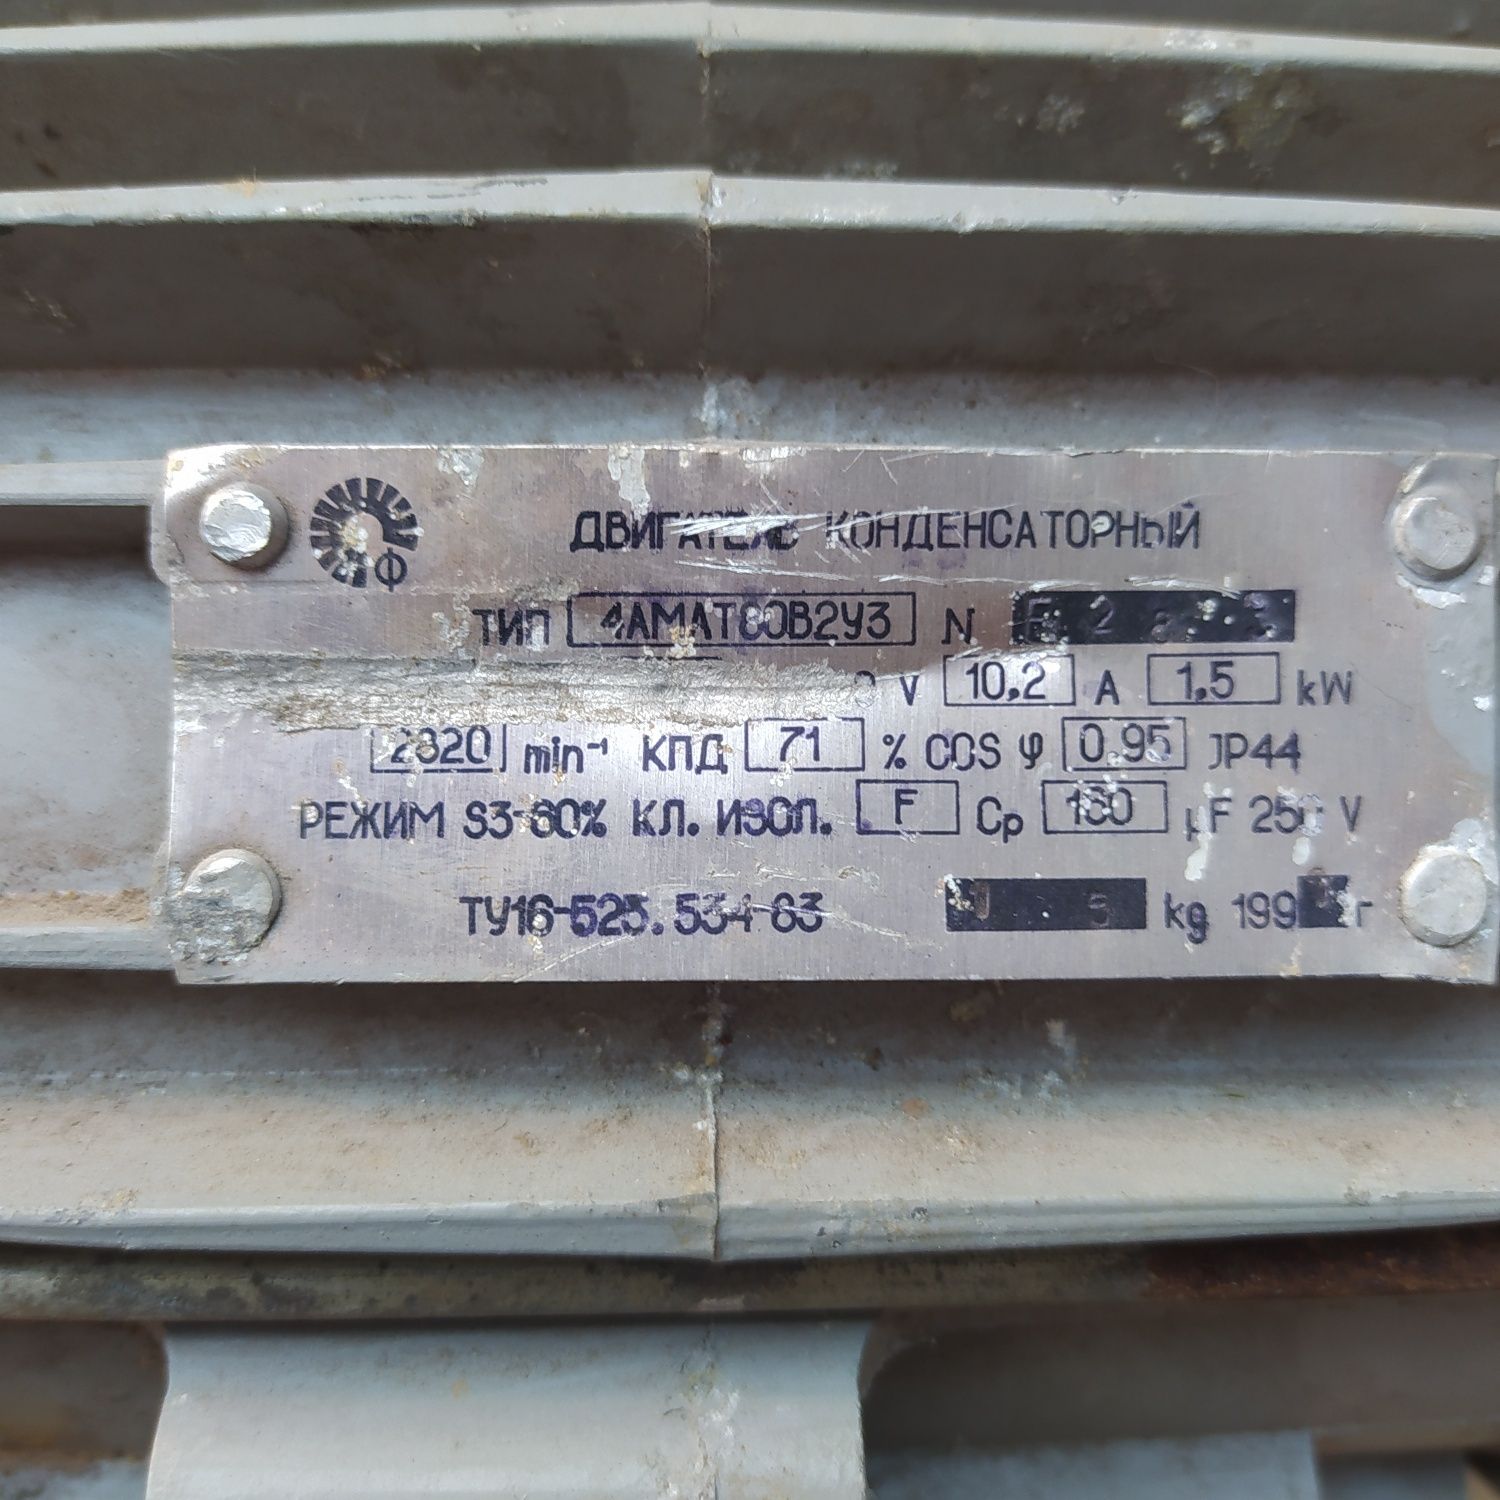 Ф
ДВИГАТЕЛЬ КОНДЕНСАТОРНЫЙ
ТИП 4АМАТ80В2У3 N
V 10,2 A 1.5 kW
2820 min⁻¹ КПД 71 % COS φ 0.95 JP44
РЕЖИМ S3-60% КЛ. ИЗОЛ. F Cp μF 250 V
ТУ16-525.534-83 kg 199 г